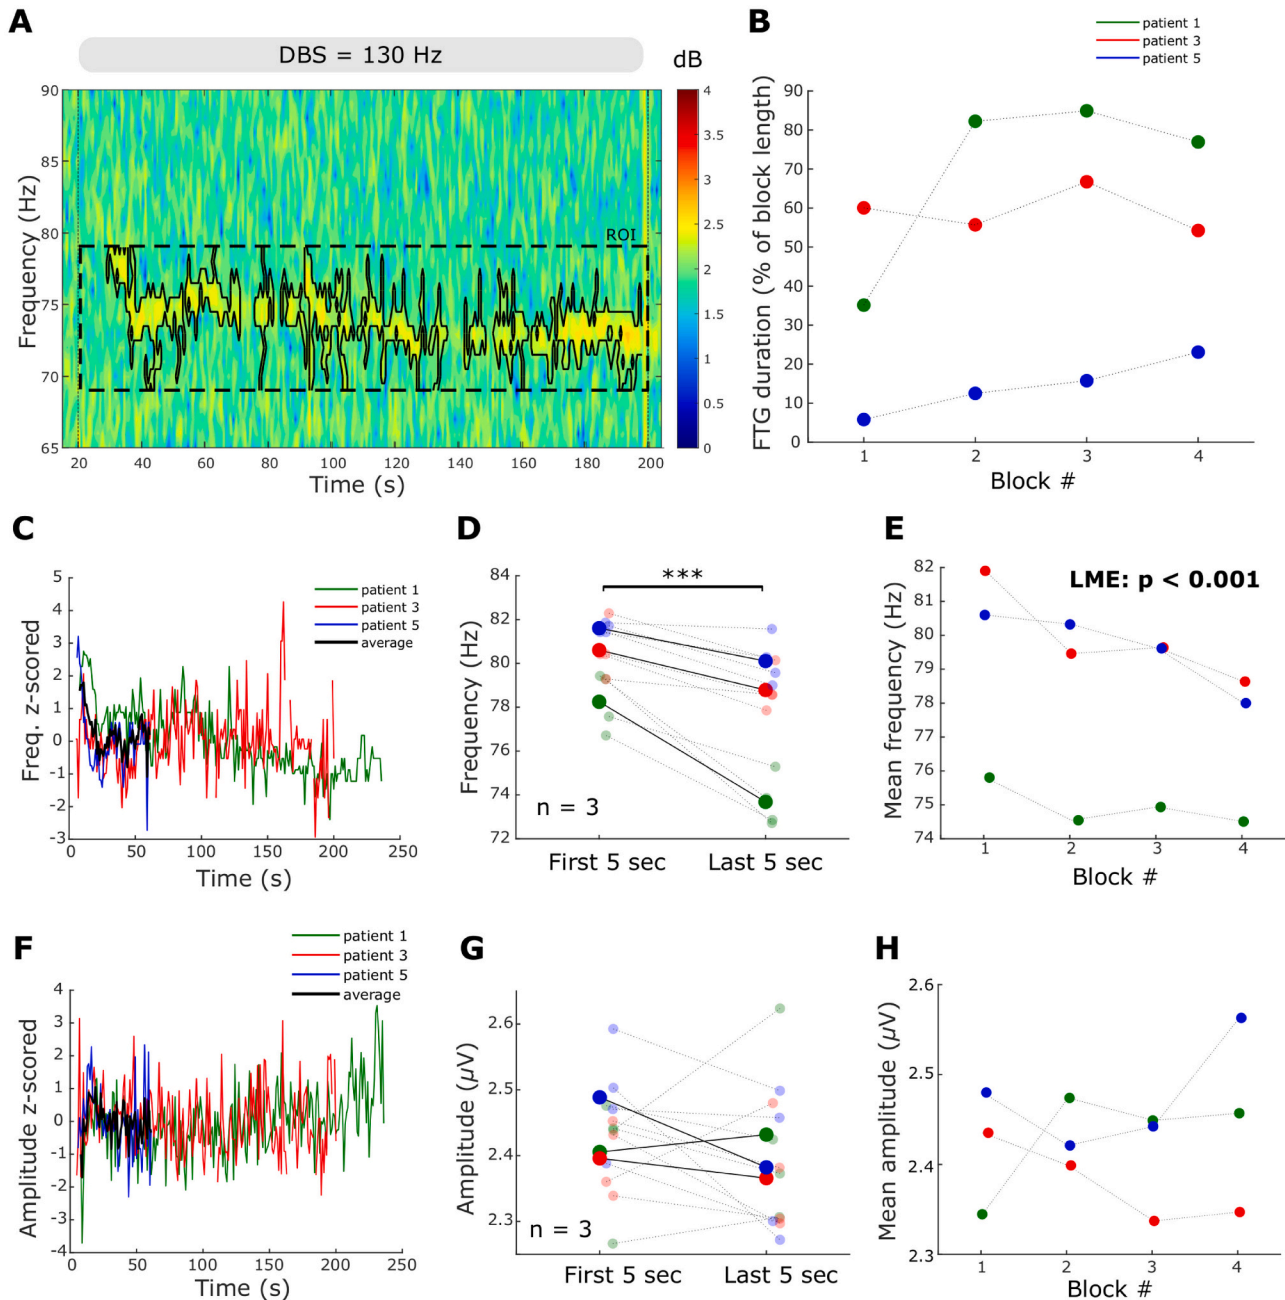 A
DBS = 130 Hz
dB
Frequency (Hz)
90
85
80
75
70
65
ROI
20 40 60 80 100 120 140 160 180 200
Time (s)
4
3.5
3
2.5
2
1.5
1
0.5
0
B
patient 1
patient 3
patient 5
FTG duration (% of block length)
90
80
70
60
50
40
30
20
10
0
1 2 3 4
Block #
C
Freq. z-scored
5
4
3
2
1
0
-1
-2
-3
patient 1
patient 3
patient 5
average
0 50 100 150 200 250
Time (s)
D
Frequency (Hz)
84
82
80
78
76
74
72
***
n = 3
First 5 sec Last 5 sec
E
Mean frequency (Hz)
82
81
80
79
78
77
76
75
74
LME: p < 0.001
1 2 3 4
Block #
F
Amplitude z-scored
4
3
2
1
0
-1
-2
-3
-4
patient 1
patient 3
patient 5
average
0 50 100 150 200 250
Time (s)
G
Amplitude (µV)
2.6
2.5
2.4
2.3
n = 3
First 5 sec Last 5 sec
H
Mean amplitude (µV)
2.6
2.5
2.4
2.3
1 2 3 4
Block #